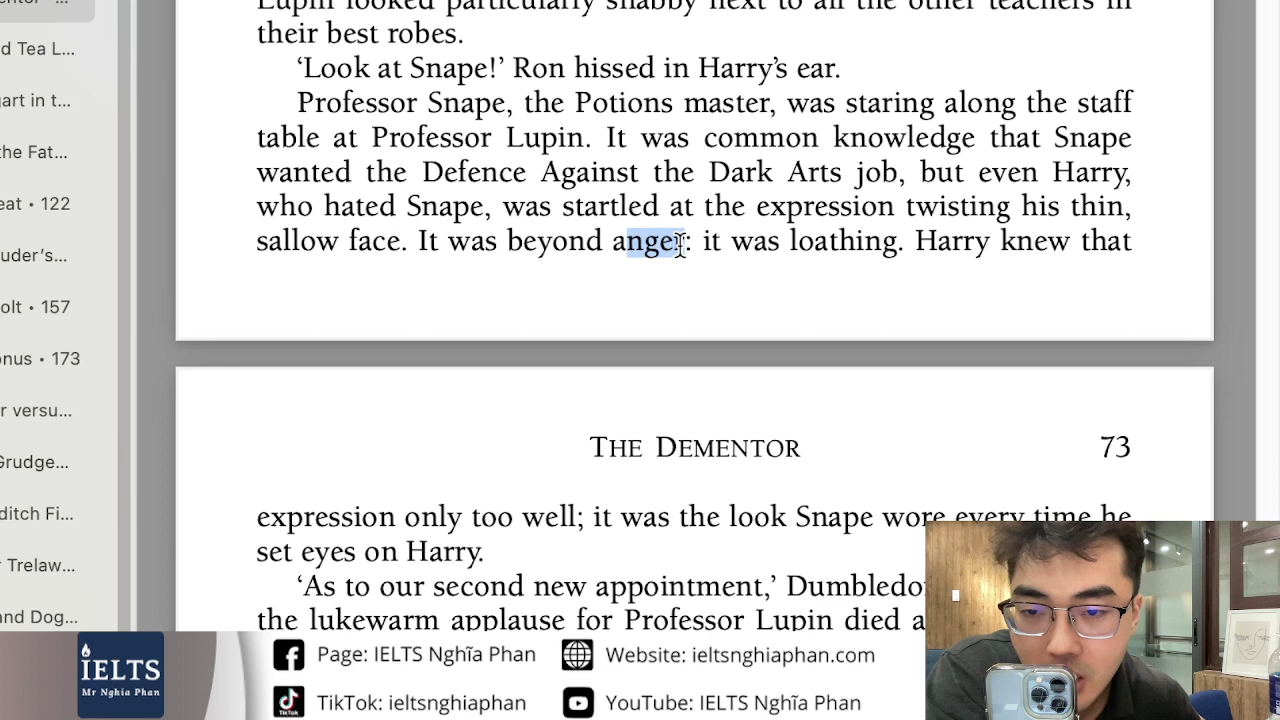 d Tea L...
art in t...
the Fat...
eat • 122
uder's...
olt • 157
onus • 173
r versu...
Grudge...
ditch Fi...
r Trelaw...
and Dog...
Lupin looked particularly shabby next to all the other teachers in
their best robes.
‘Look at Snape!’ Ron hissed in Harry’s ear.
Professor Snape, the Potions master, was staring along the staff
table at Professor Lupin. It was common knowledge that Snape
wanted the Defence Against the Dark Arts job, but even Harry,
who hated Snape, was startled at the expression twisting his thin,
sallow face. It was beyond anger: it was loathing. Harry knew that
THE DEMENTOR 73
expression only too well; it was the look Snape wore every time he
set eyes on Harry.
‘As to our second new appointment,’ Dumbledo
the lukewarm applause for Professor Lupin died a
IELTS
Mr Nghia Phan
Page: IELTS Nghĩa Phan
Website: ieltsnghiaphan.com
TikTok: ieltsnghiaphan
YouTube: IELTS Nghĩa Phan